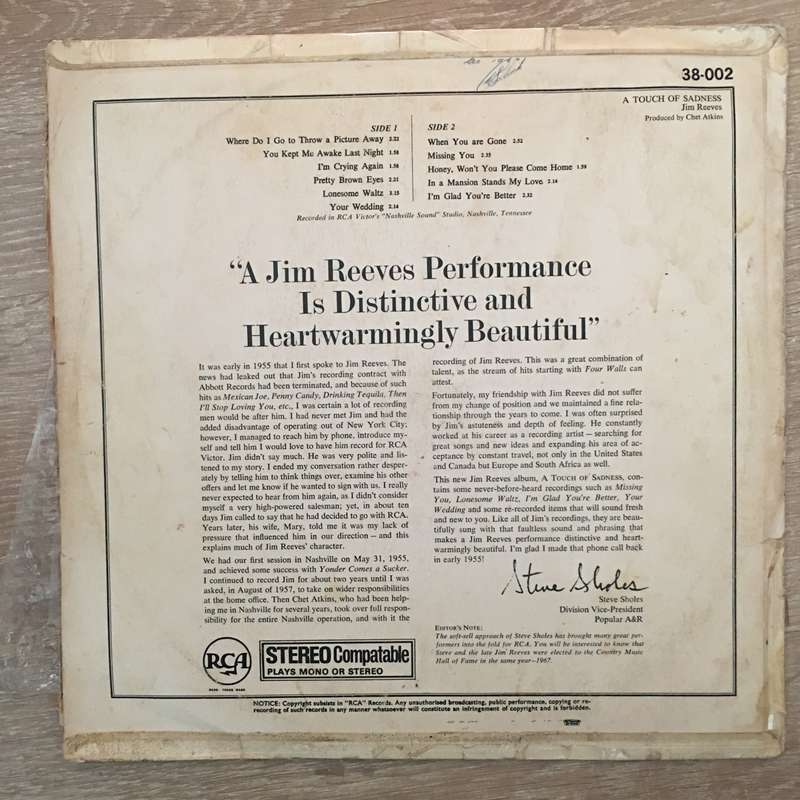 38-002
A TOUCH OF SADNESS
Jim Reeves
Produced by Chet Atkins
SIDE 1
Where Do I Go to Throw a Picture Away 2.23
You Kept Me Awake Last Night 1.58
I'm Crying Again 1.58
Pretty Brown Eyes 2.21
Lonesome Waltz 3.15
Your Wedding 2.14
SIDE 2
When You are Gone 2.52
Missing You 2.35
Honey, Won't You Please Come Home 1.59
In a Mansion Stands My Love 2.14
I'm Glad You're Better 2.32
Recorded in RCA Victor's "Nashville Sound" Studio, Nashville, Tennessee
“A Jim Reeves Performance
Is Distinctive and
Heartwarmingly Beautiful”
It was early in 1955 that I first spoke to Jim Reeves. The
news had leaked out that Jim's recording contract with
Abbott Records had been terminated, and because of such
hits as Mexican Joe, Penny Candy, Drinking Tequila, Then
I'll Stop Loving You, etc., I was certain a lot of recording
men would be after him. I had never met Jim and had the
added disadvantage of operating out of New York City;
however, I managed to reach him by phone, introduce my-
self and tell him I would love to have him record for RCA
Victor. Jim didn't say much. He was very polite and lis-
tened to my story. I ended my conversation rather desper-
ately by telling him to think things over, examine his other
offers and let me know if he wanted to sign with us. I really
never expected to hear from him again, as I didn't consider
myself a very high-powered salesman; yet, in about ten
days Jim called to say that he had decided to go with RCA.
Years later, his wife, Mary, told me it was my lack of
pressure that influenced him in our direction — and this
explains much of Jim Reeves' character.
We had our first session in Nashville on May 31, 1955,
and achieved some success with Yonder Comes a Sucker.
I continued to record Jim for about two years until I was
asked, in August of 1957, to take on wider responsibilities
at the home office. Then Chet Atkins, who had been help-
ing me in Nashville for several years, took over full respon-
sibility for the entire Nashville operation, and with it the
recording of Jim Reeves. This was a great combination of
talent, as the stream of hits starting with Four Walls can
attest.
Fortunately, my friendship with Jim Reeves did not suffer
from my change of position and we maintained a fine rela-
tionship through the years to come. I was often surprised
by Jim's astuteness and depth of feeling. He constantly
worked at his career as a recording artist — searching for
great songs and new ideas and expanding his area of ac-
ceptance by constant travel, not only in the United States
and Canada but Europe and South Africa as well.
This new Jim Reeves album, A TOUCH OF SADNESS, con-
tains some never-before-heard recordings such as Missing
You, Lonesome Waltz, I'm Glad You're Better, Your
Wedding and some re-recorded items that will sound fresh
and new to you. Like all of Jim's recordings, they are beau-
tifully sung with that faultless sound and phrasing that
makes a Jim Reeves performance distinctive and heart-
warmingly beautiful. I'm glad I made that phone call back
in early 1955!
Steve Sholes
Steve Sholes
Division Vice-President
Popular A&R
EDITOR'S NOTE:
The soft-sell approach of Steve Sholes has brought many great per-
formers into the fold for RCA. You will be interested to know that
Steve and the late Jim Reeves were elected to the Country Music
Hall of Fame in the same year–1967.
RCA
STEREO Compatable
PLAYS MONO OR STEREO
NOTICE: Copyright subsists in "RCA" Records. Any unauthorised broadcasting, public performance, copying or re-
recording of such records in any manner whatsoever will constitute an infringement of copyright and is forbidden.